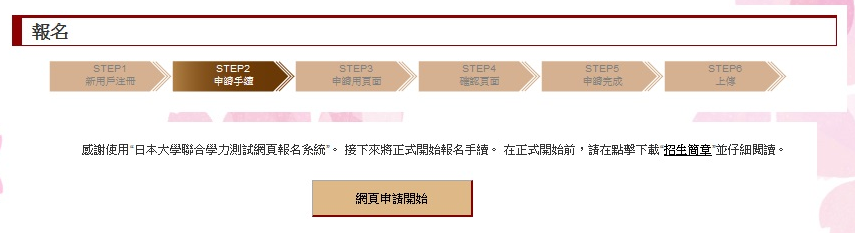 報名
STEP1
新用戶注冊
STEP2
申請手續
STEP3
申請用頁面
STEP4
確認頁面
STEP5
申請完成
STEP6
上傳
感謝使用“日本大學聯合學力測試網頁報名系統”。 接下來將正式開始報名手續。 在正式開始前，請在點擊下載“招生簡章”並仔細閱讀。
網頁申請開始